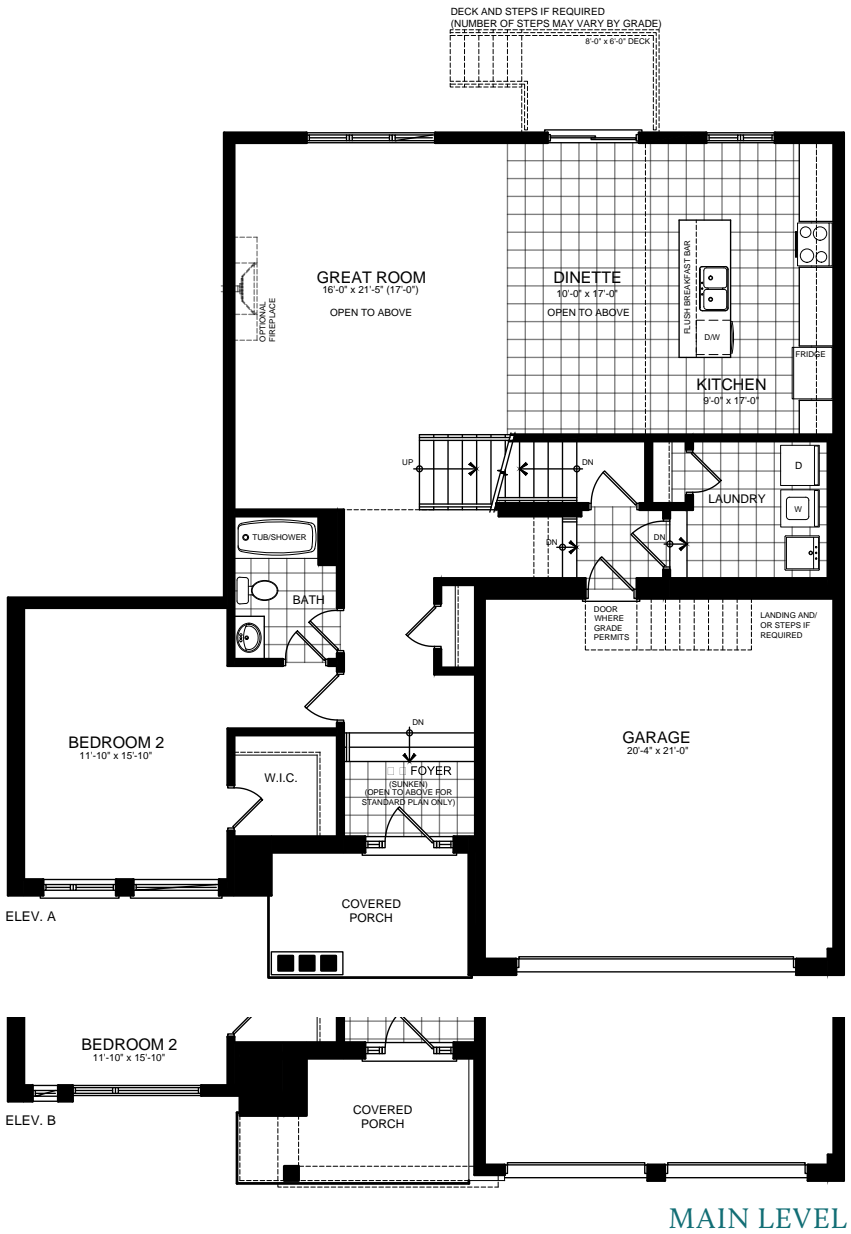 DECK AND STEPS IF REQUIRED
(NUMBER OF STEPS MAY VARY BY GRADE)
8'-0" x 6'-0" DECK
GREAT ROOM
16'-0" x 21'-5" (17'-0")
OPEN TO ABOVE
OPTIONAL
FIREPLACE
DINETTE
10'-0" x 17'-0"
OPEN TO ABOVE
FLUSH BREAKFAST BAR
D/W
FRIDGE
KITCHEN
9'-0" x 17'-0"
UP
DN
D
LAUNDRY
W
DN
DN
TUB/SHOWER
BATH
DOOR
WHERE
GRADE
PERMITS
LANDING AND/
OR STEPS IF
REQUIRED
BEDROOM 2
11'-10" x 15'-10"
W.I.C.
DN
FOYER
(SUNKEN)
(OPEN TO ABOVE FOR
STANDARD PLAN ONLY)
GARAGE
20'-4" x 21'-0"
COVERED
PORCH
ELEV. A
BEDROOM 2
11'-10" x 15'-10"
COVERED
PORCH
ELEV. B
MAIN LEVEL